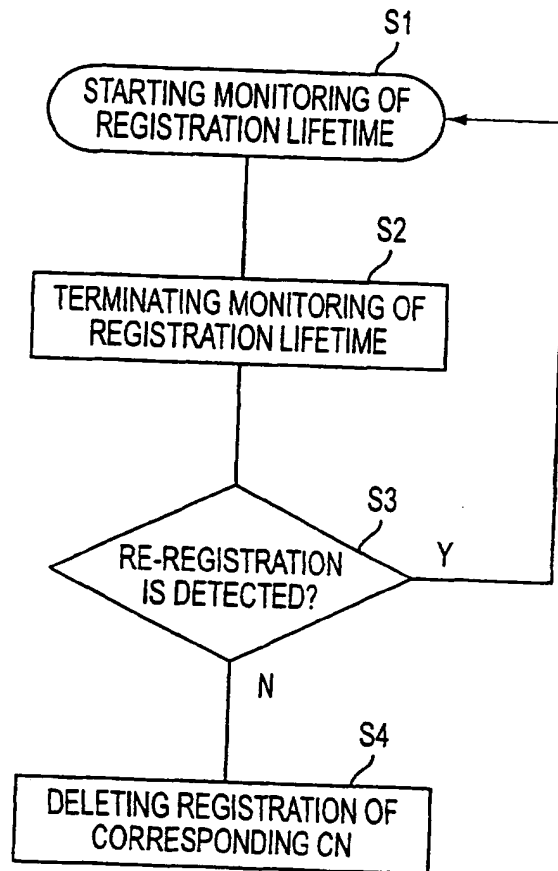 S1
STARTING MONITORING OF
REGISTRATION LIFETIME
S2
TERMINATING MONITORING OF
REGISTRATION LIFETIME
S3
RE-REGISTRATION
IS DETECTED?
Y
N
S4
DELETING REGISTRATION OF
CORRESPONDING CN